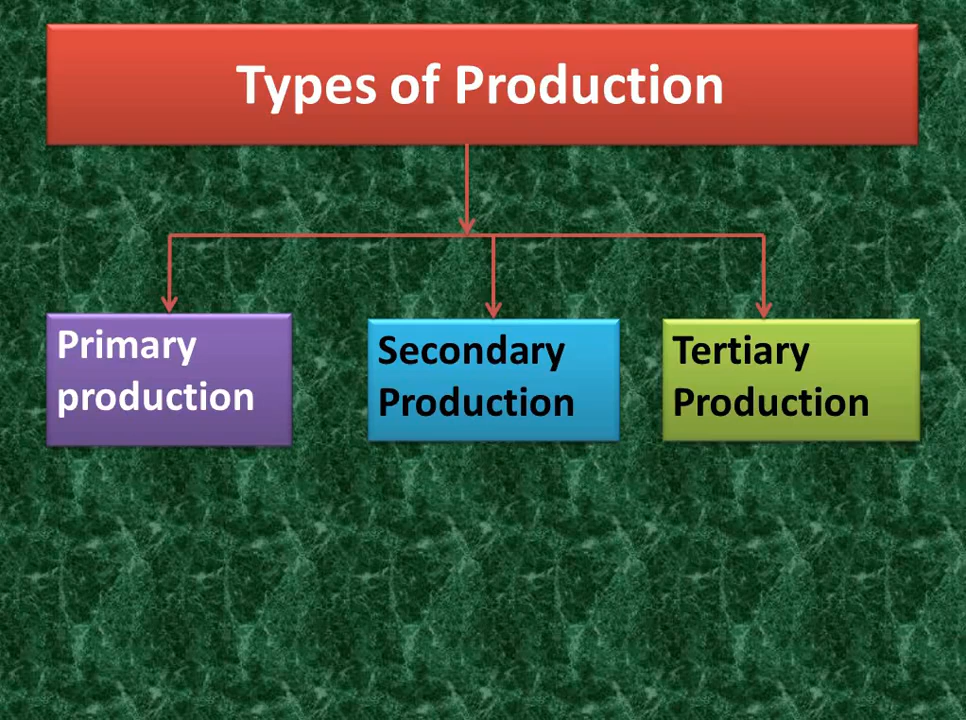 Types of Production
Primary
production
Secondary
Production
Tertiary
Production